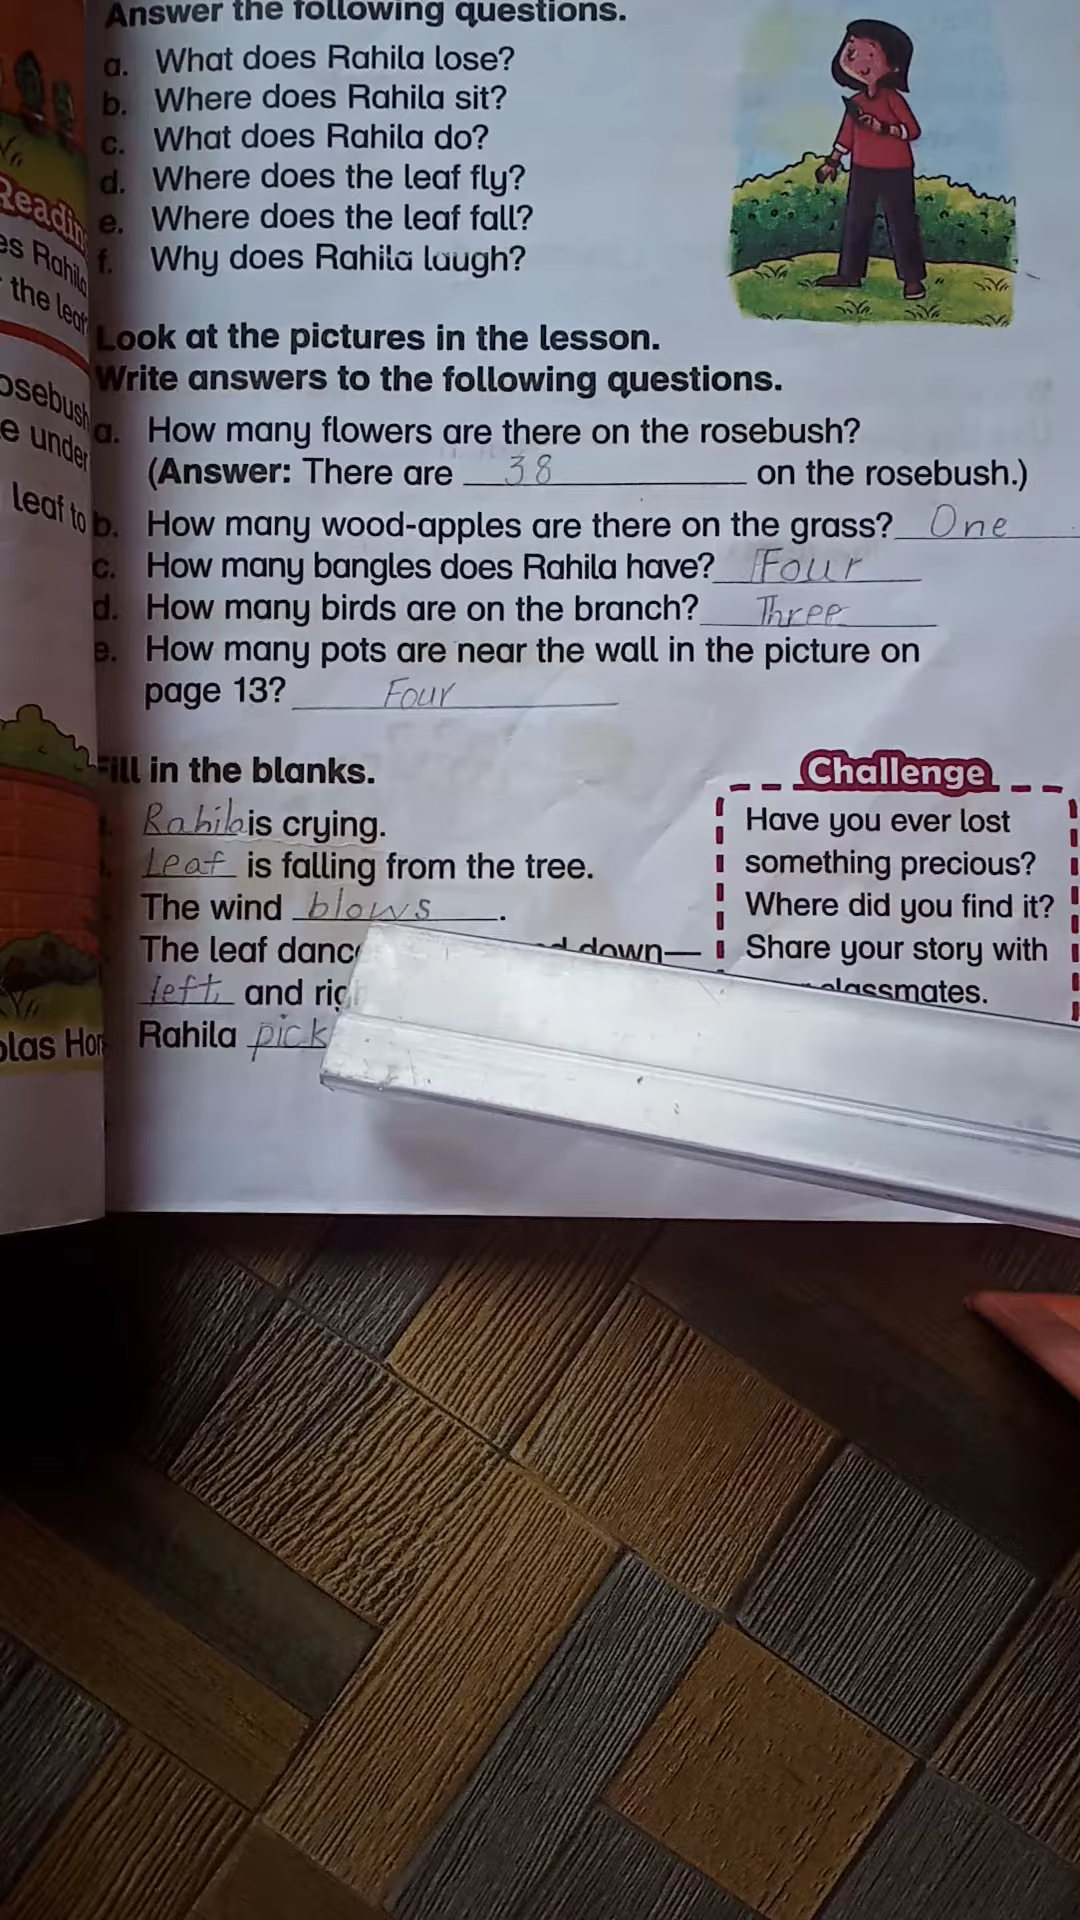 Answer the following questions.
a. What does Rahila lose?
b. Where does Rahila sit?
c. What does Rahila do?
d. Where does the leaf fly?
e. Where does the leaf fall?
f. Why does Rahila laugh?
Readin
es Rahila
the leaf
osebush
e under
leaf to
Look at the pictures in the lesson.
Write answers to the following questions.
a. How many flowers are there on the rosebush?
(Answer: There are 38 on the rosebush.)
b. How many wood-apples are there on the grass? One
c. How many bangles does Rahila have? Four
d. How many birds are on the branch? Three
e. How many pots are near the wall in the picture on
page 13? Four
Fill in the blanks.
Rahila is crying.
Leaf is falling from the tree.
The wind blows.
The leaf danc down—
left and rig
Rahila pick
olas Hor
Challenge
Have you ever lost
something precious?
Where did you find it?
Share your story with
classmates.